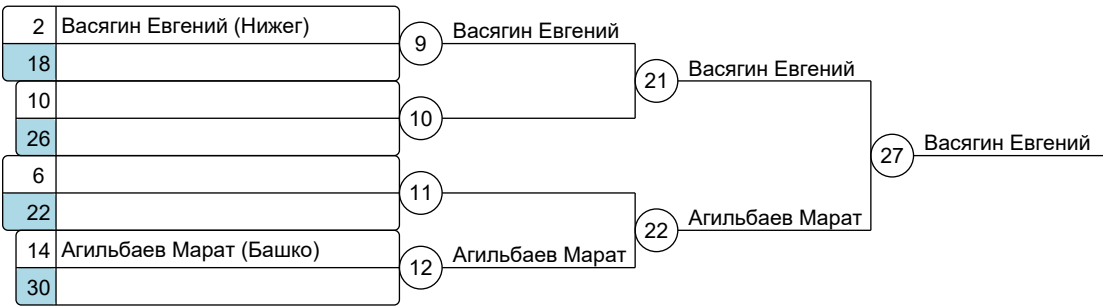 2 Васягин Евгений (Нижег)
9 Васягин Евгений
18
21 Васягин Евгений
10
10
26
27 Васягин Евгений
6
11
22
22 Агильбаев Марат
14 Агильбаев Марат (Башко)
12 Агильбаев Марат
30